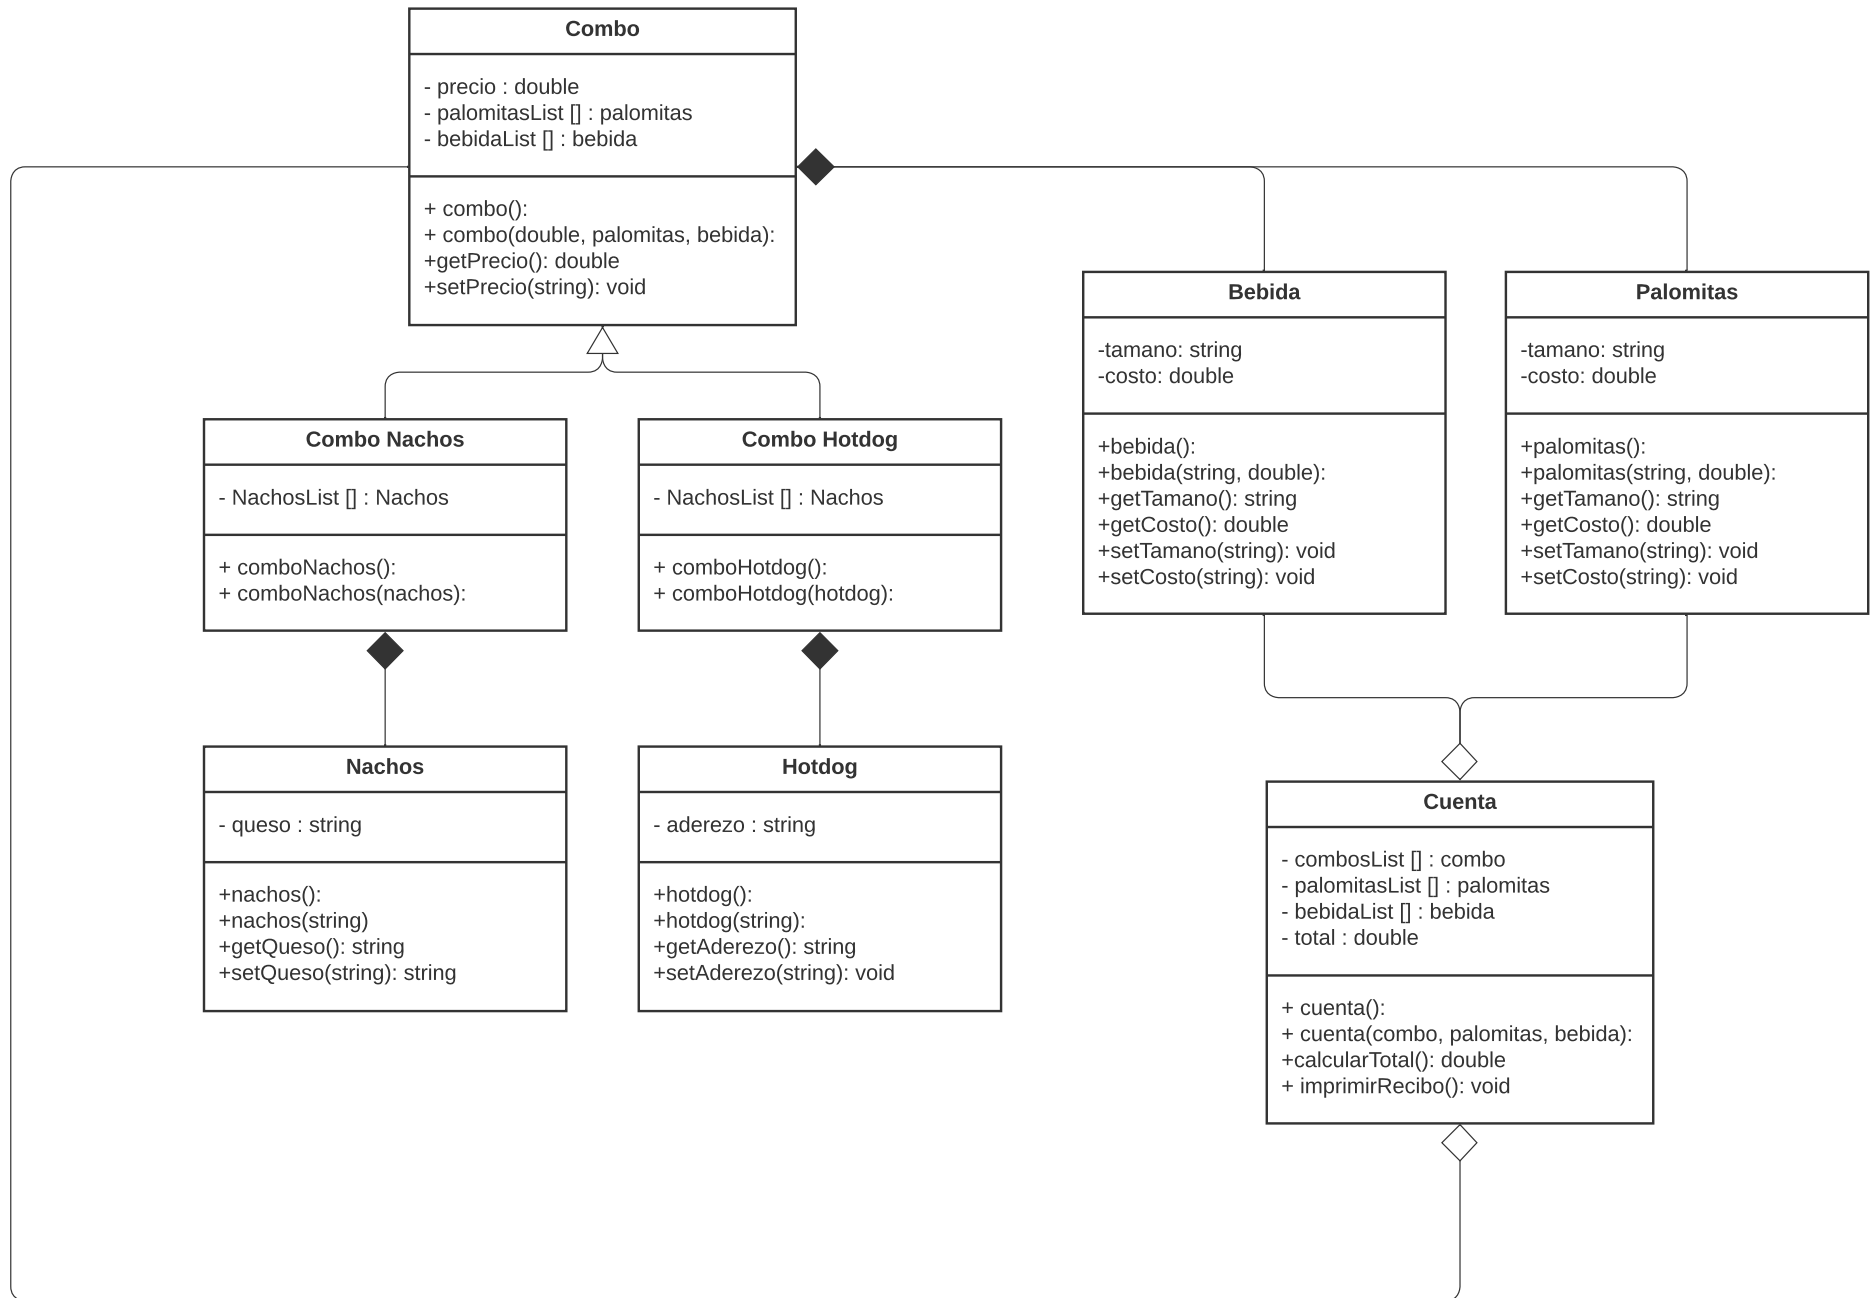 Combo
- precio : double
- palomitasList [] : palomitas
- bebidaList [] : bebida
+ combo():
+ combo(double, palomitas, bebida):
+getPrecio(): double
+setPrecio(string): void
Bebida
-tamano: string
-costo: double
+bebida():
+bebida(string, double):
+getTamano(): string
+getCosto(): double
+setTamano(string): void
+setCosto(string): void
Palomitas
-tamano: string
-costo: double
+palomitas():
+palomitas(string, double):
+getTamano(): string
+getCosto(): double
+setTamano(string): void
+setCosto(string): void
Combo Nachos
- NachosList [] : Nachos
+ comboNachos():
+ comboNachos(nachos):
Combo Hotdog
- NachosList [] : Nachos
+ comboHotdog():
+ comboHotdog(hotdog):
Nachos
- queso : string
+nachos():
+nachos(string)
+getQueso(): string
+setQueso(string): string
Hotdog
- aderezo : string
+hotdog():
+hotdog(string):
+getAderezo(): string
+setAderezo(string): void
Cuenta
- combosList [] : combo
- palomitasList [] : palomitas
- bebidaList [] : bebida
- total : double
+ cuenta():
+ cuenta(combo, palomitas, bebida):
+calcularTotal(): double
+ imprimirRecibo(): void